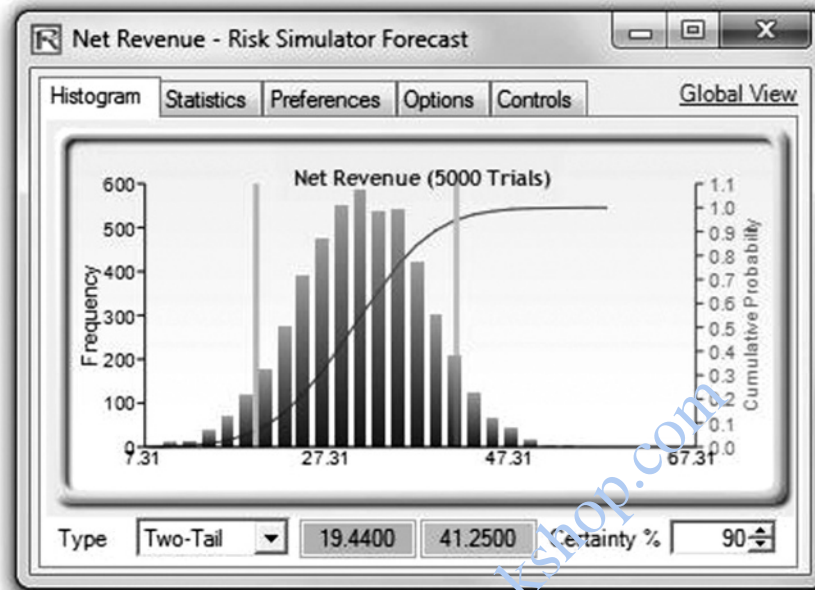 Net Revenue - Risk Simulator Forecast
Histogram Statistics Preferences Options Controls Global View
Net Revenue (5000 Trials)
Frequency
600
500
400
300
200
100
0
7.31 27.31 47.31 67.31
1.1
1.0
0.9
0.8
0.7
0.6
0.5
0.4
0.3
0.2
0.1
0.0
Cumulative Probability
Type Two-Tail 19.4400 41.2500 Certainty % 90
kshop.com